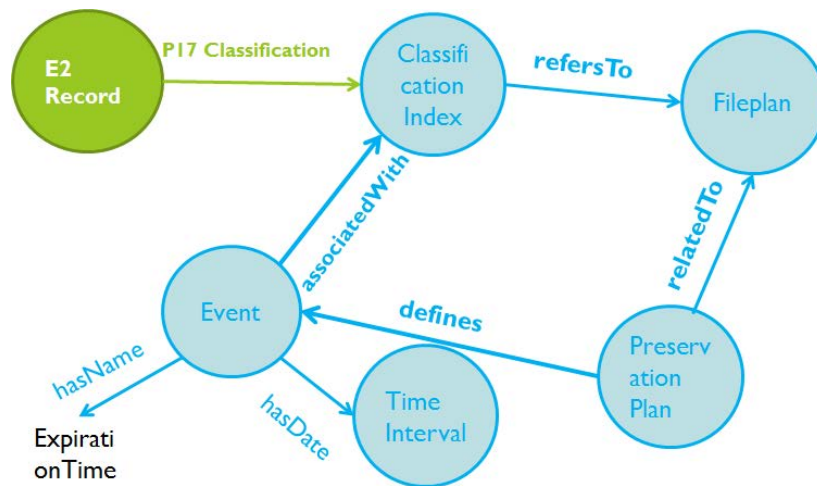 E2
Record
P17 Classification
Classifi
cation
Index
refersTo
Fileplan
associatedWith
relatedTo
Event
defines
Preserv
ation
Plan
hasName
hasDate
Time
Interval
Expirati
onTime